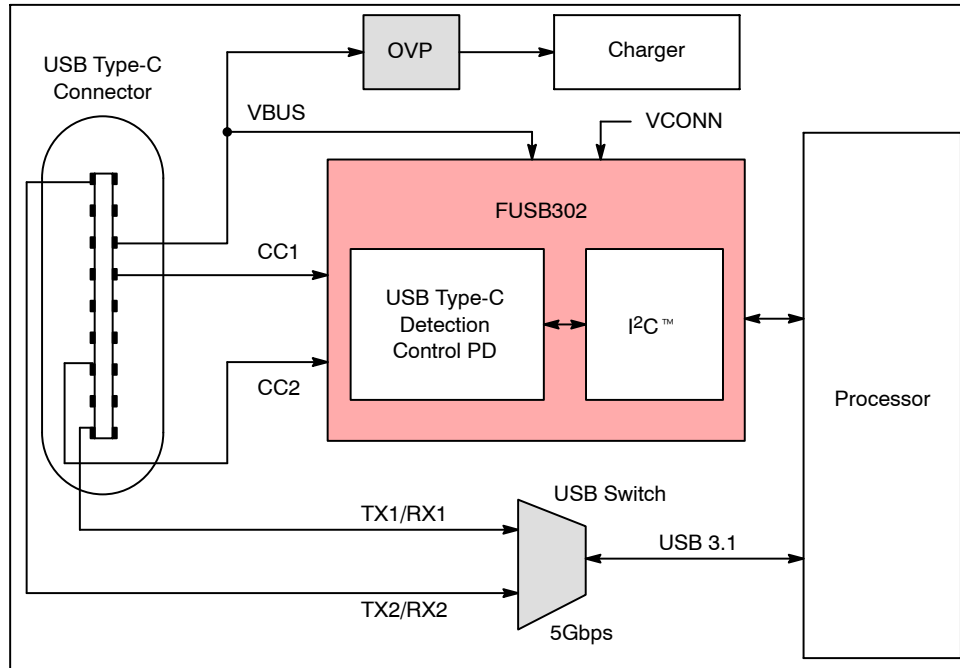 OVP
Charger
USB Type-C
Connector
VBUS
VCONN
FUSB302
CC1
USB Type-C
Detection
Control PD
I²C™
CC2
Processor
USB Switch
TX1/RX1
USB 3.1
TX2/RX2
5Gbps